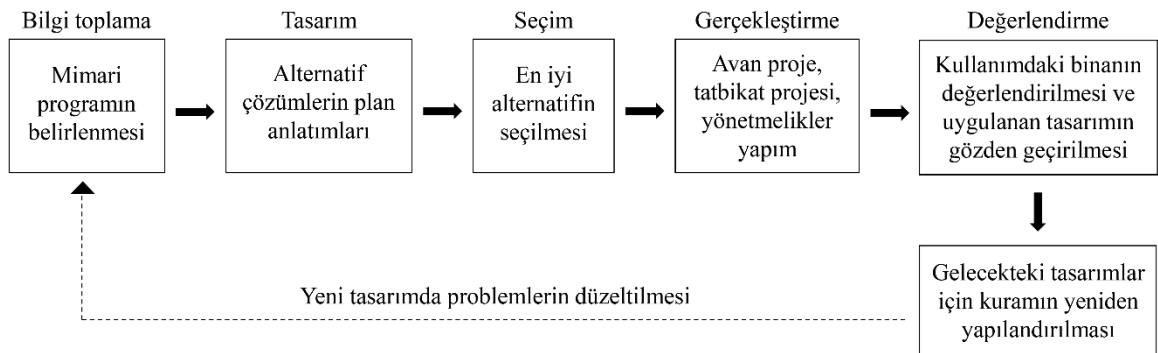 Bilgi toplama
Mimari
programın
belirlenmesi
Tasarım
Alternatif
çözümlerin plan
anlatımları
Seçim
En iyi
alternatifin
seçilmesi
Gerçekleştirme
Avan proje,
tatbikat projesi,
yönetmelikler
yapım
Değerlendirme
Kullanımdaki binanın
değerlendirilmesi ve
uygulanan tasarımın
gözden geçirilmesi
Gelecekteki tasarımlar
için kuramın yeniden
yapılandırılması
Yeni tasarımda problemlerin düzeltilmesi